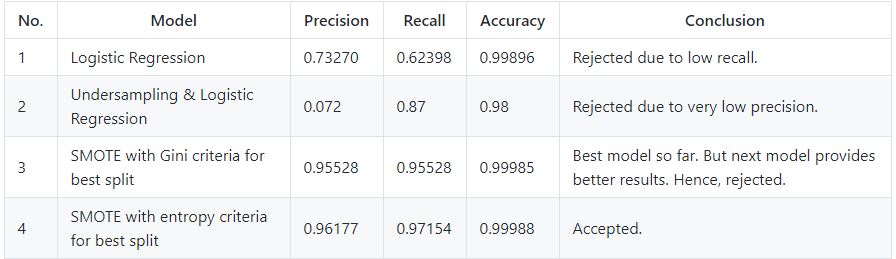 No. Model Precision Recall Accuracy Conclusion
1 Logistic Regression 0.73270 0.62398 0.99896 Rejected due to low recall.
2 Undersampling & Logistic Regression 0.072 0.87 0.98 Rejected due to very low precision.
3 SMOTE with Gini criteria for best split 0.95528 0.95528 0.99985 Best model so far. But next model provides better results. Hence, rejected.
4 SMOTE with entropy criteria for best split 0.96177 0.97154 0.99988 Accepted.